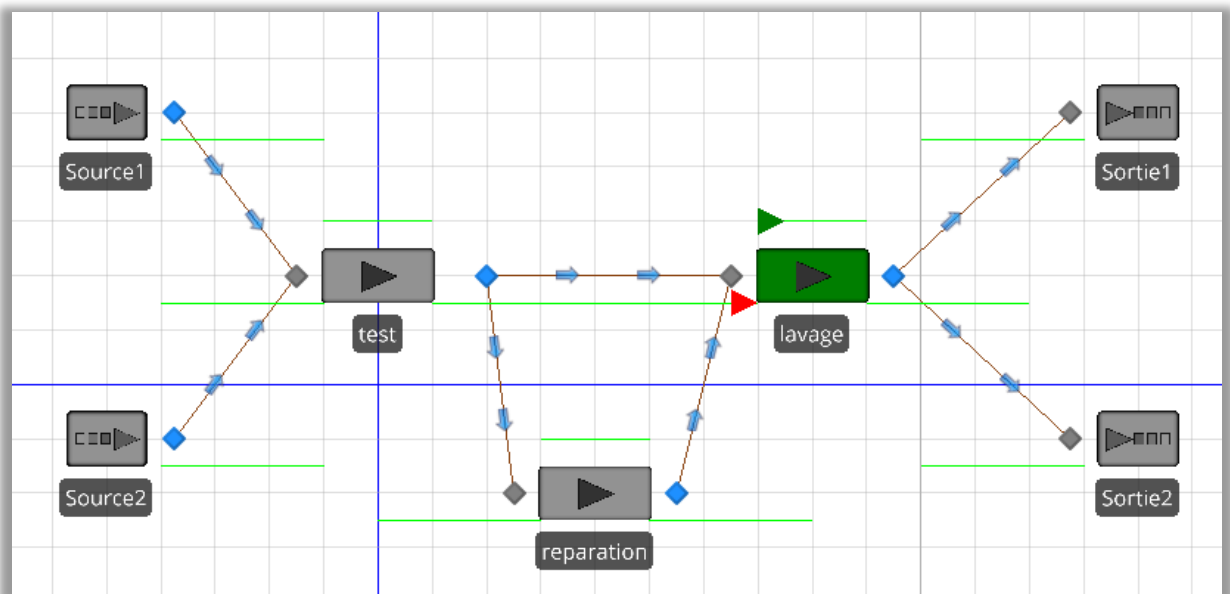 Source1
Sortie1
test
lavage
Source2
Sortie2
reparation